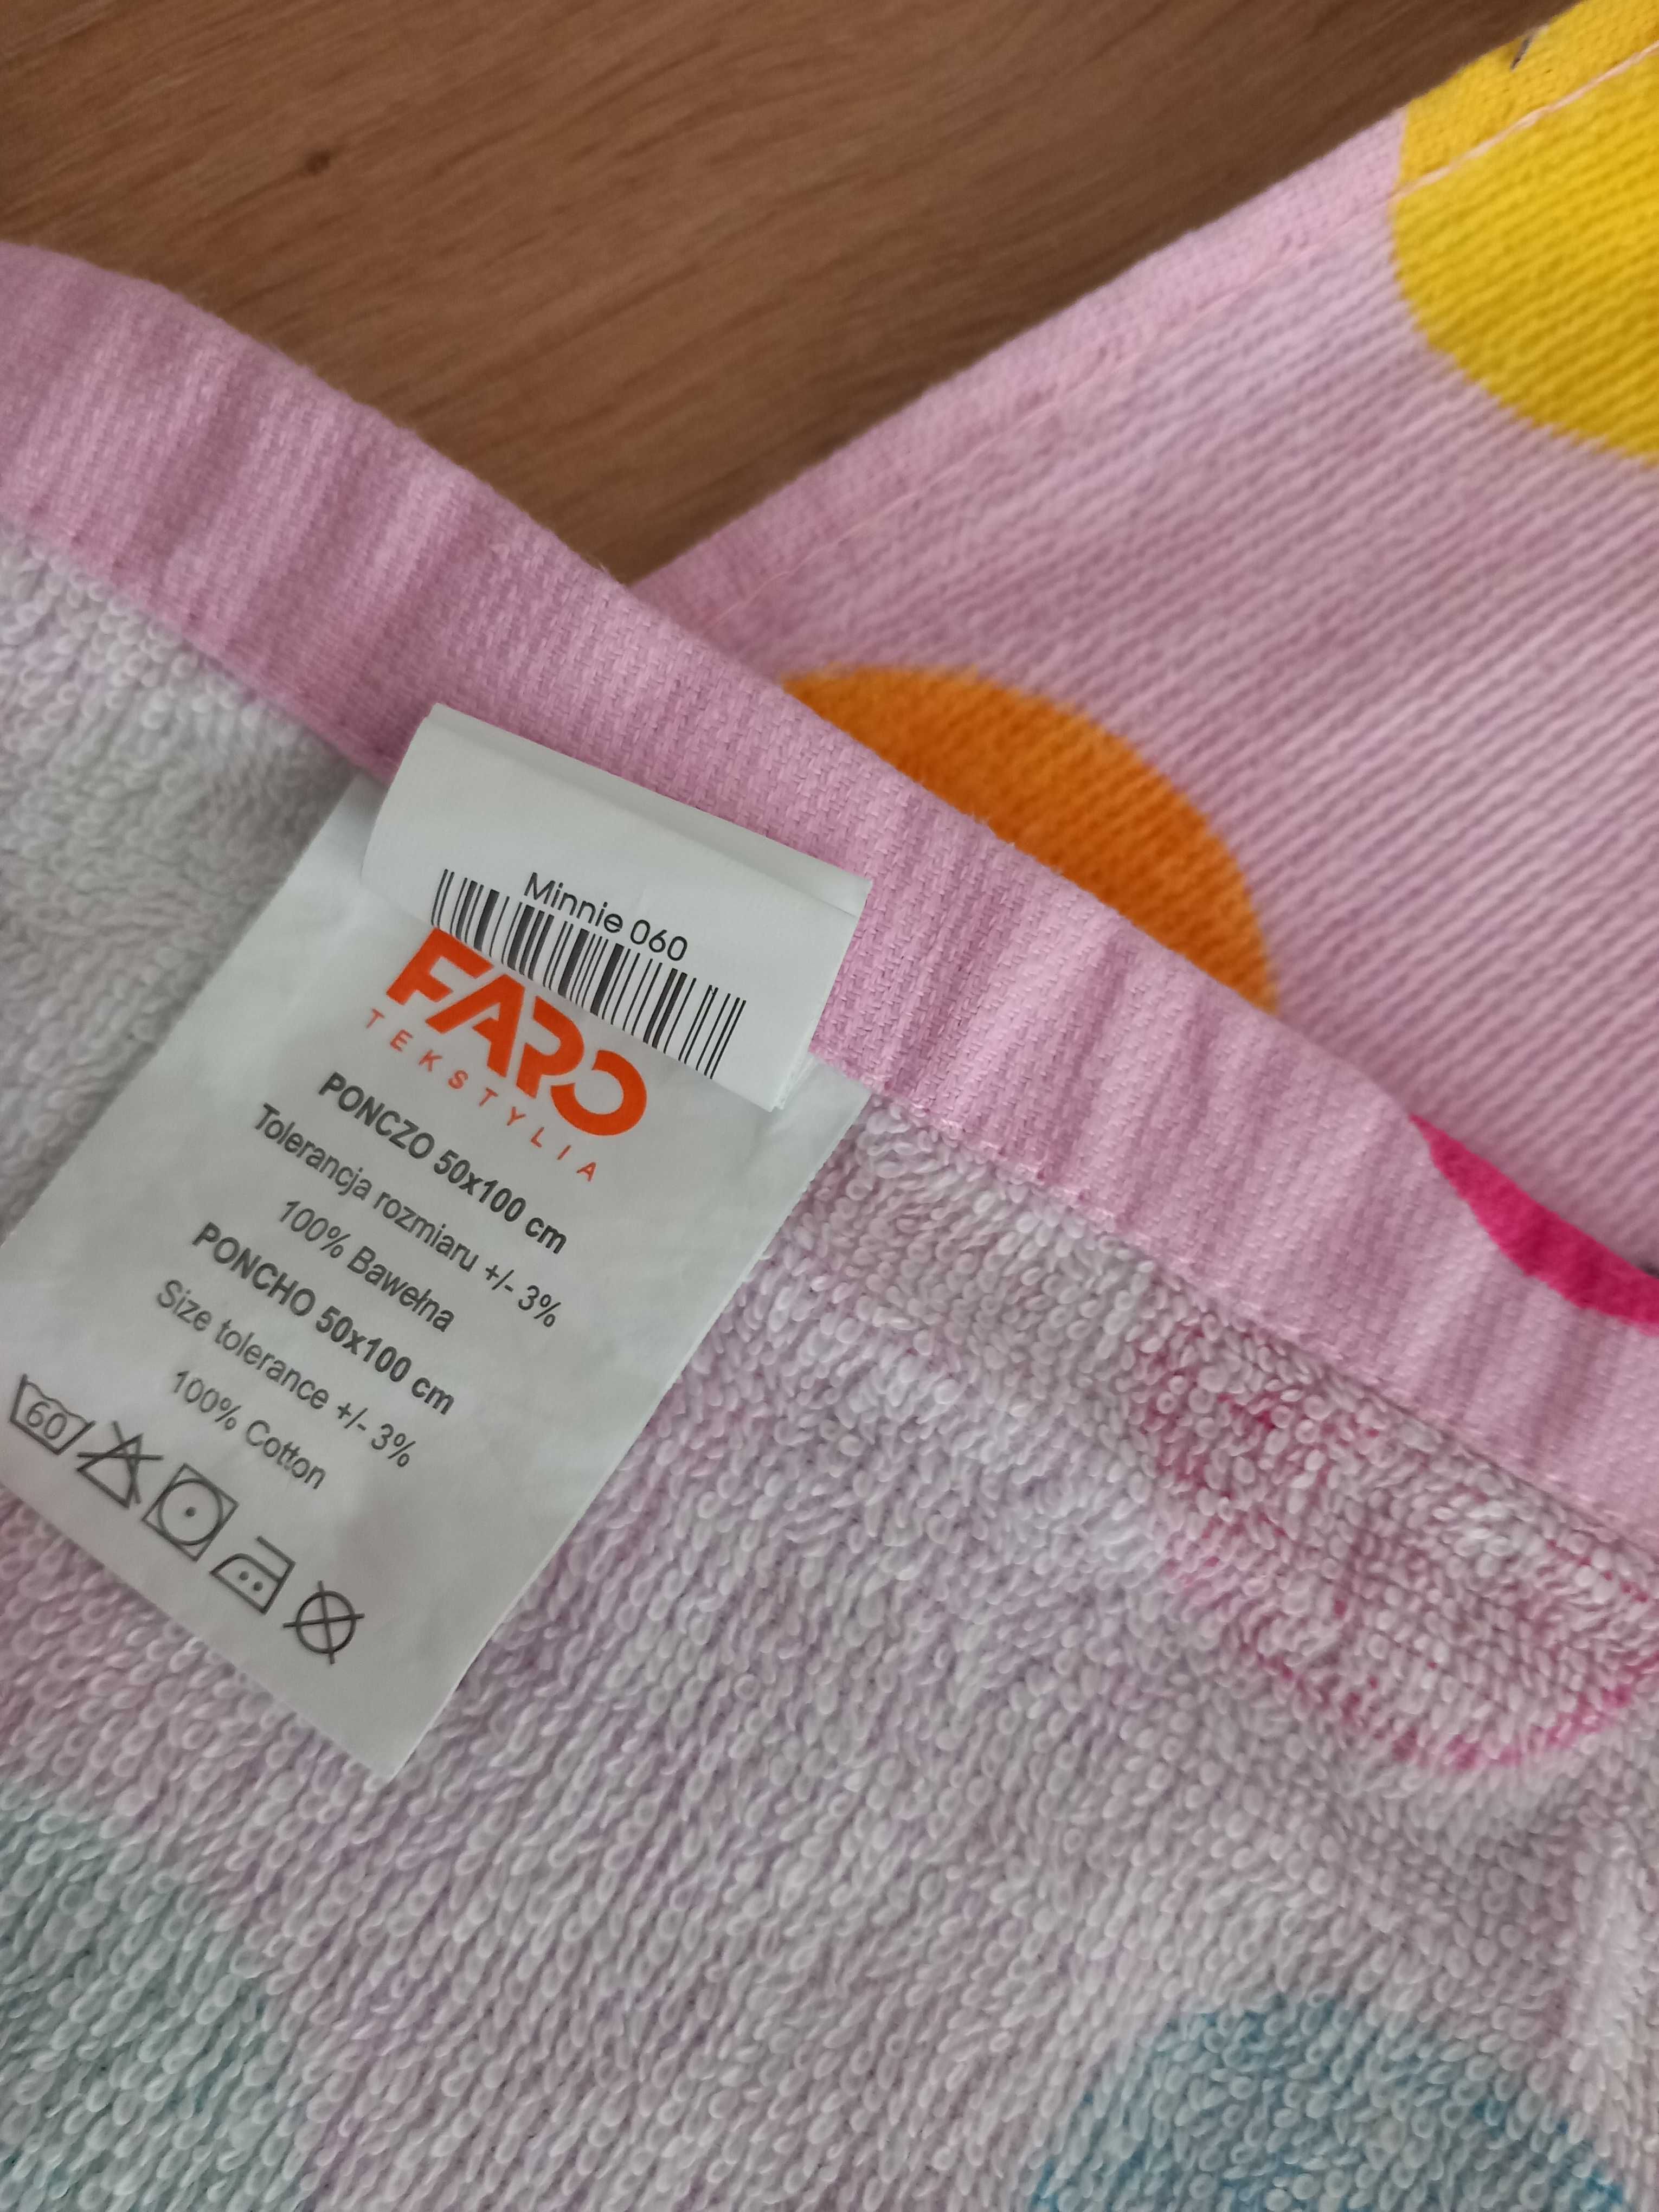 Minnie 060
FARO
TEKSTYLIA
PONCZO 50x100 cm
Tolerancja rozmiaru +/- 3%
100% Bawełna
PONCHO 50x100 cm
Size tolerance +/- 3%
100% Cotton
60